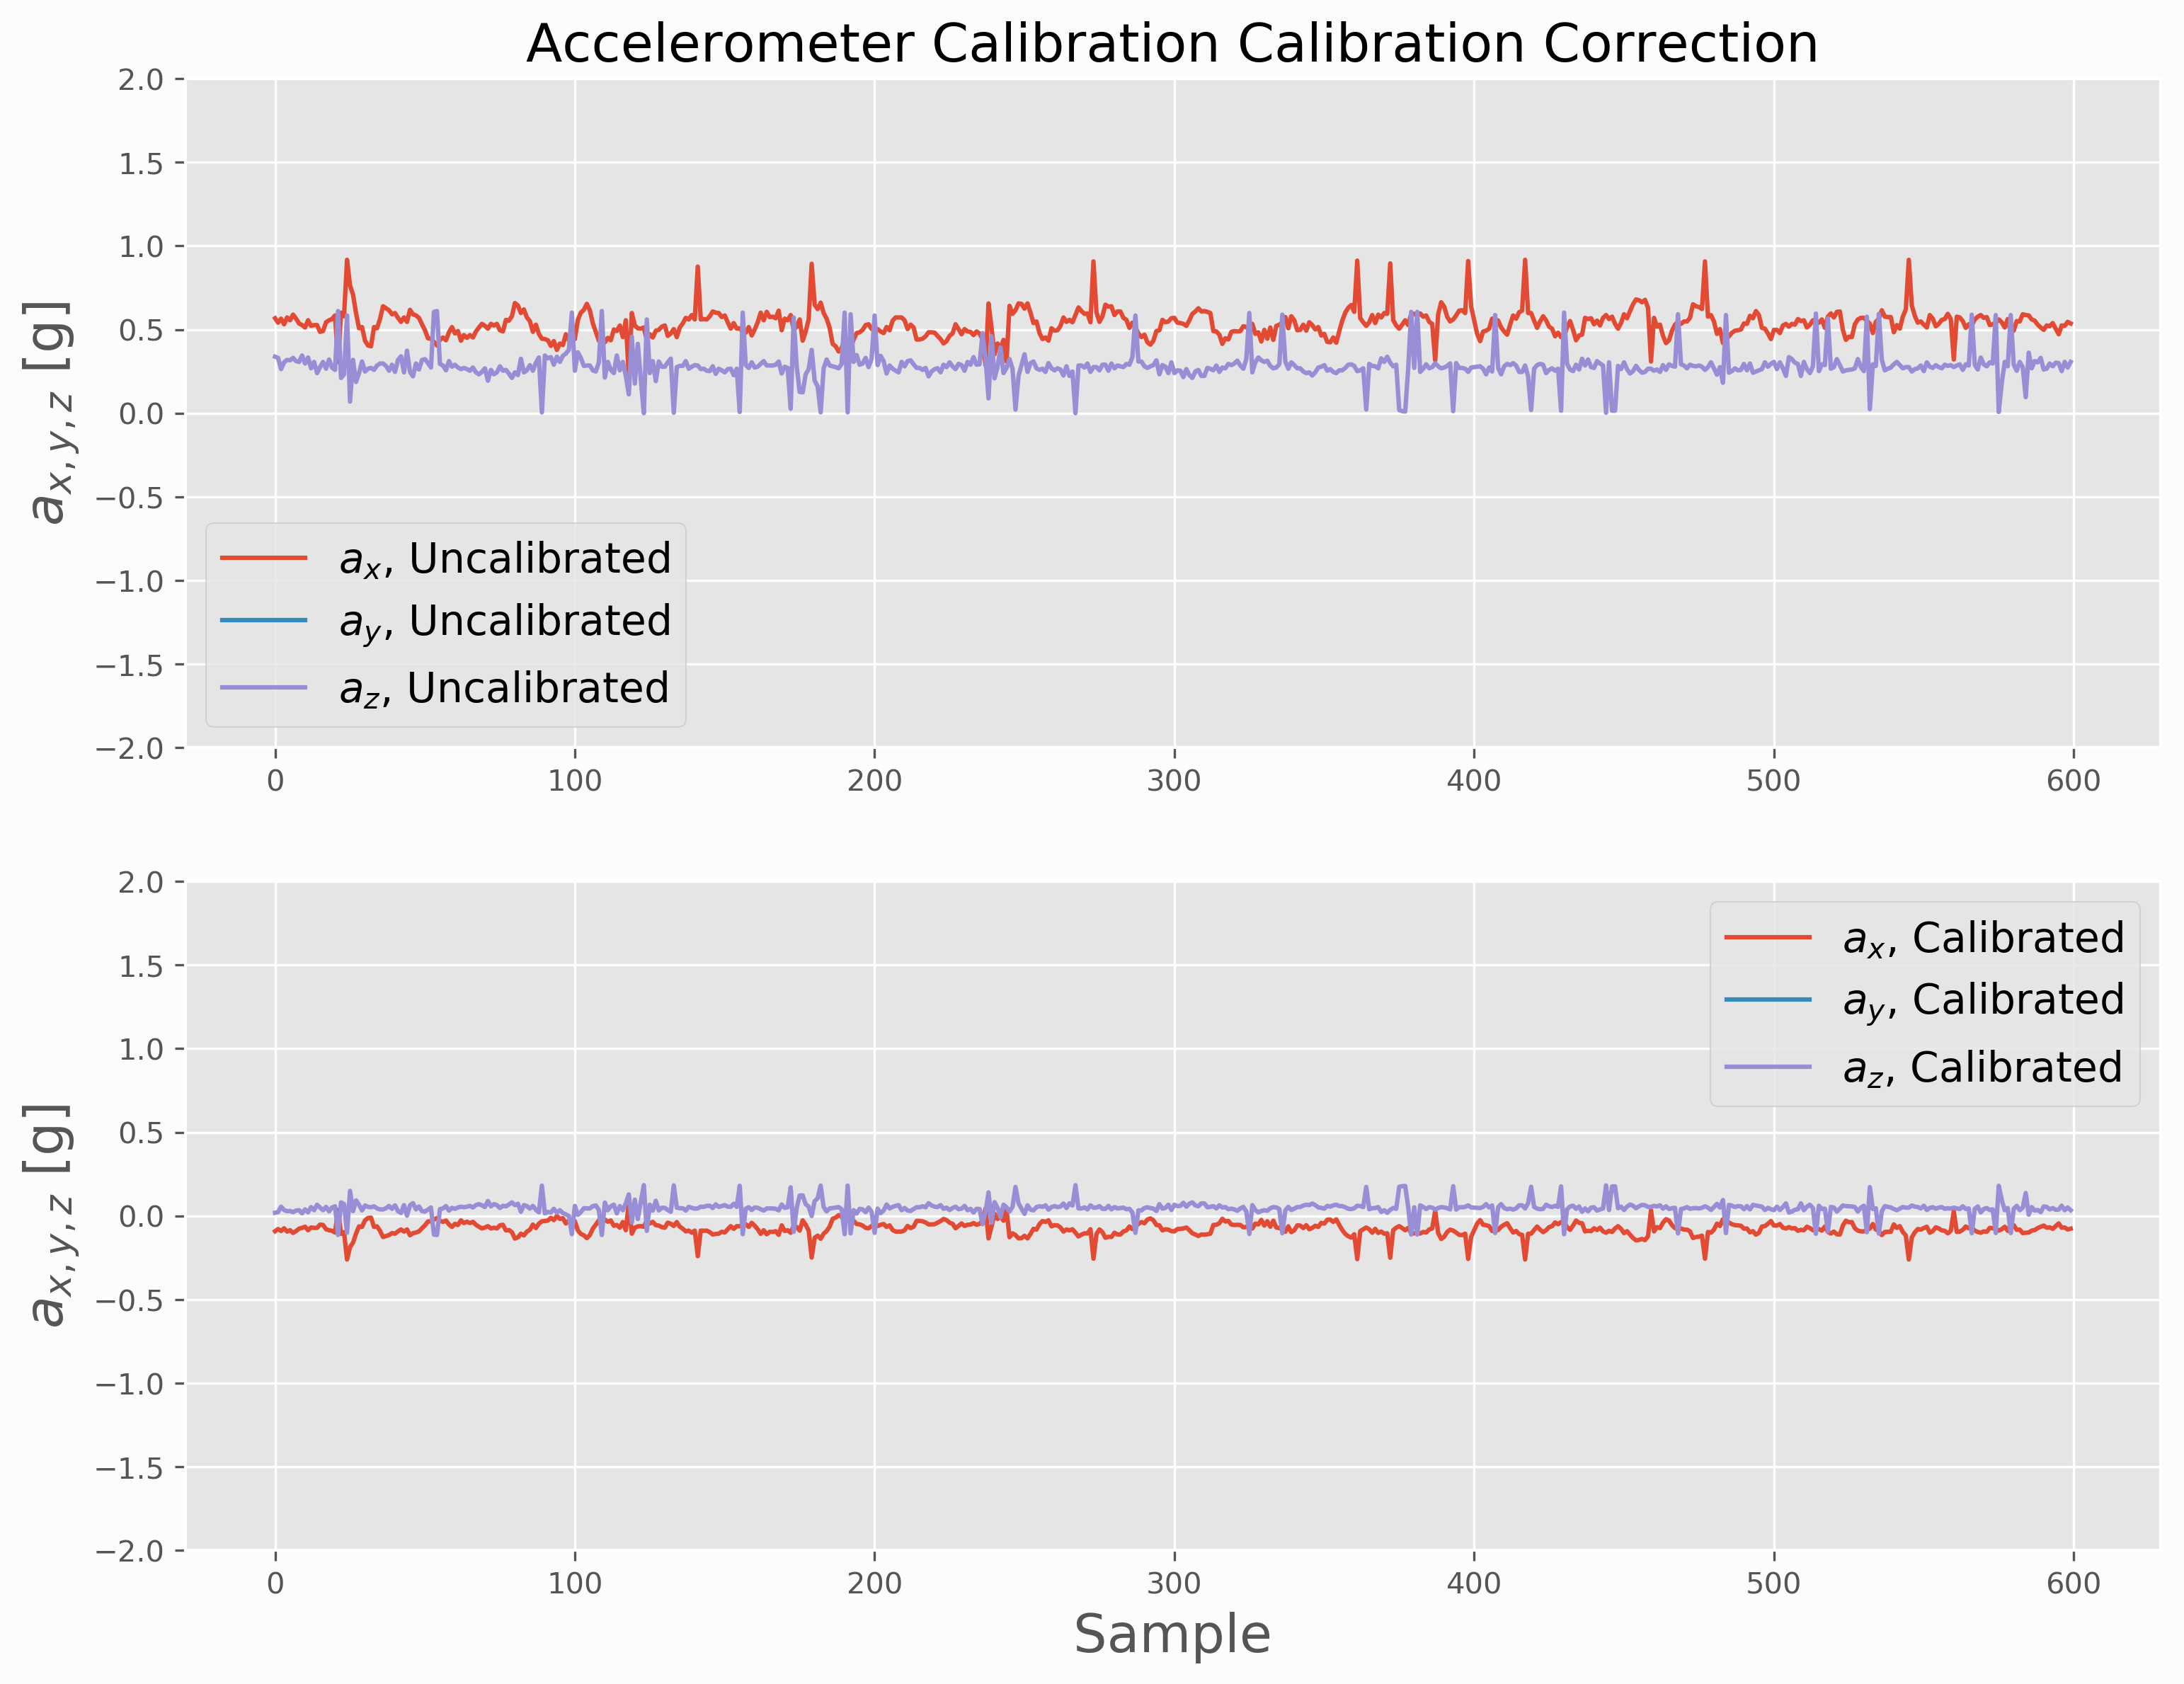 Accelerometer Calibration Calibration Correction
2.0
1.5
1.0
0.5
0.0
−0.5
−1.0
−1.5
−2.0
a_x,y,z [g]
a_x, Uncalibrated
a_y, Uncalibrated
a_z, Uncalibrated
0 100 200 300 400 500 600
2.0
1.5
1.0
0.5
0.0
−0.5
−1.0
−1.5
−2.0
a_x,y,z [g]
a_x, Calibrated
a_y, Calibrated
a_z, Calibrated
0 100 200 300 400 500 600
Sample